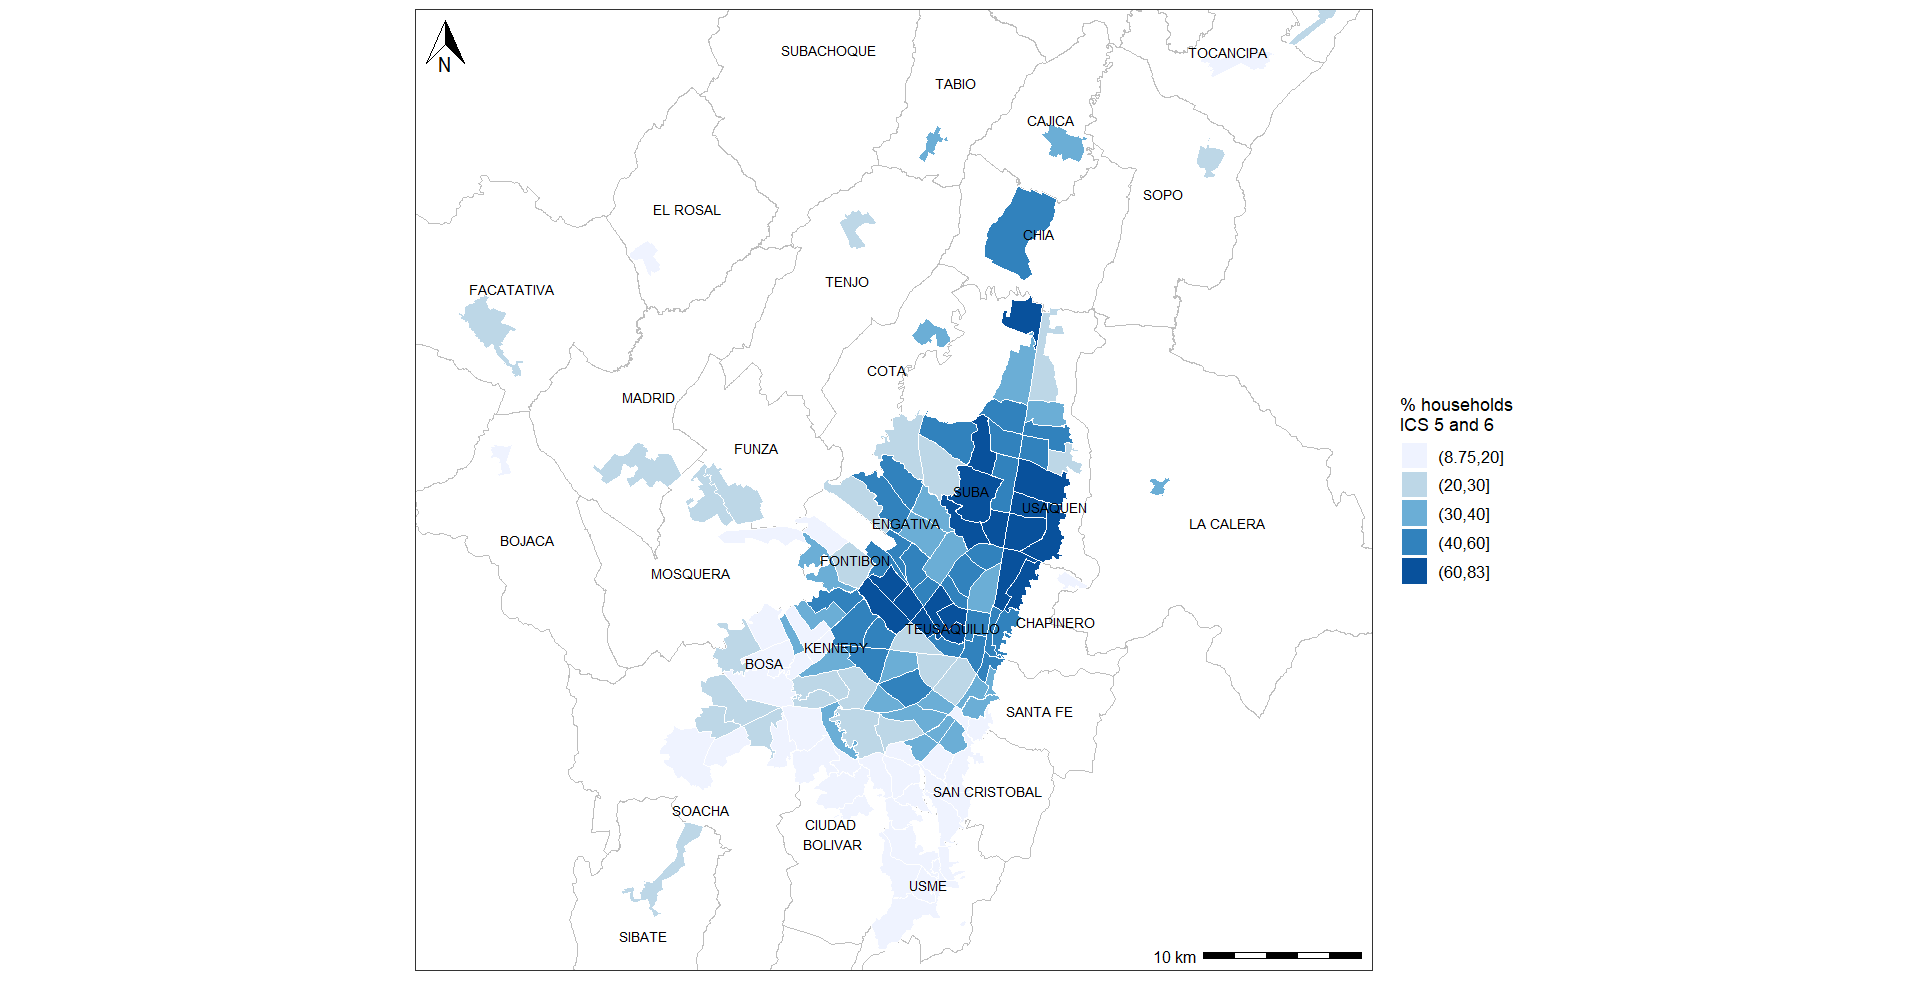 SUBACHOQUE
TOCANCIPA
N
TABIO
CAJICA
SOPO
EL ROSAL
CHIA
TENJO
FACATATIVA
COTA
MADRID
% households
ICS 5 and 6
FUNZA
(8.75,20]
(20,30]
(30,40]
(40,60]
(60,83]
SUBA
USAQUEN
ENGATIVA
LA CALERA
BOJACA
FONTIBON
MOSQUERA
CHAPINERO
TEUSAQUILLO
KENNEDY
BOSA
SANTA FE
SAN CRISTOBAL
SOACHA
CIUDAD
BOLIVAR
USME
SIBATE
10 km